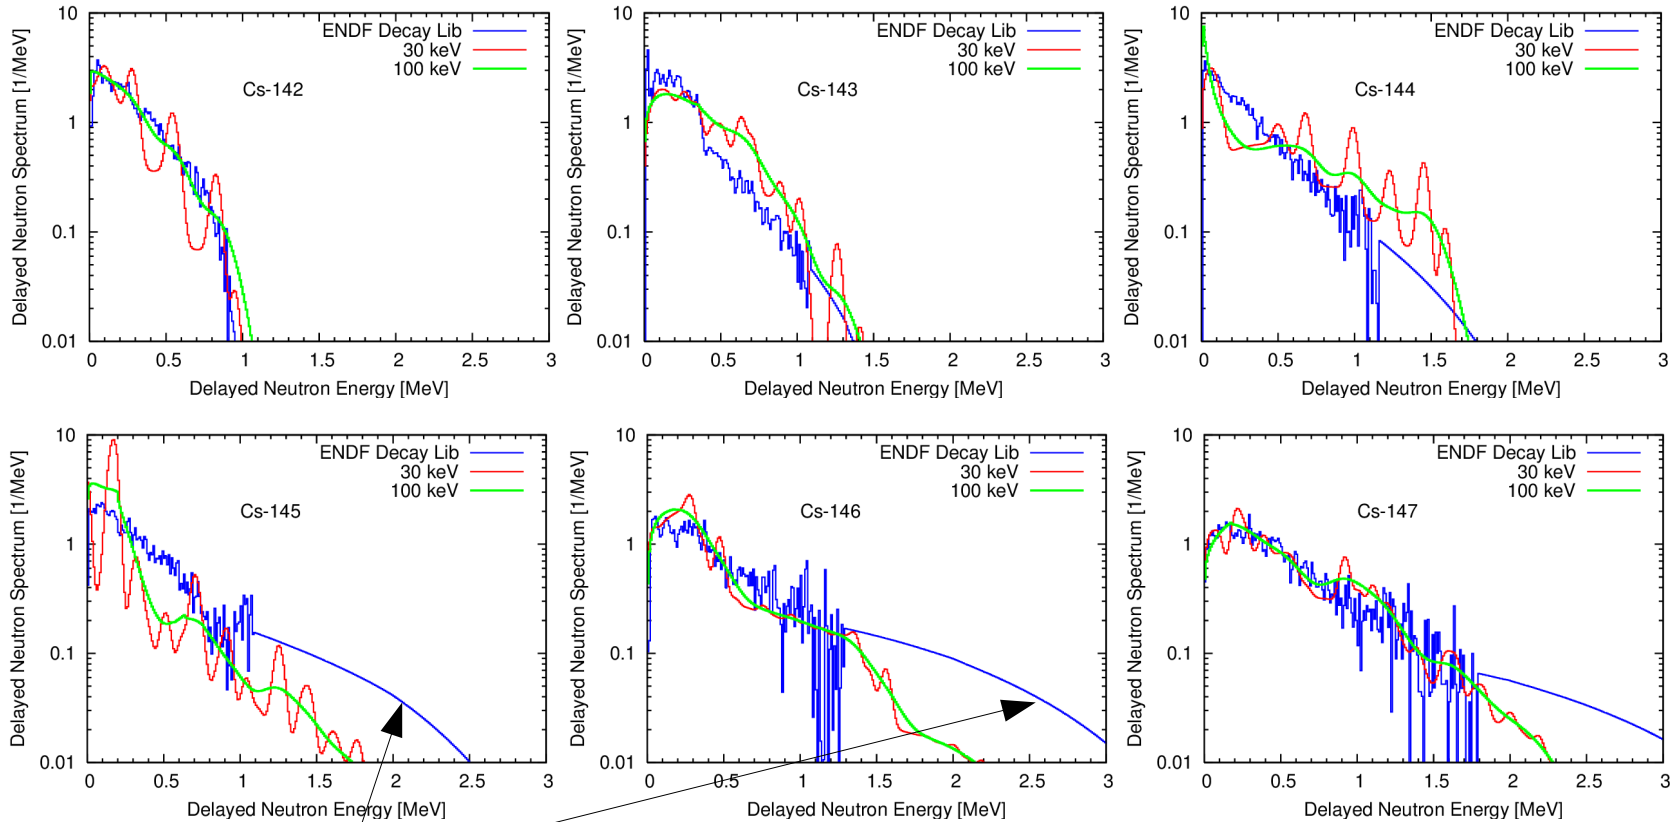 Delayed Neutron Spectrum [1/MeV]
10
1
0.1
0.01
ENDF Decay Lib
30 keV
100 keV
Cs-142
0 0.5 1 1.5 2 2.5 3
Delayed Neutron Energy [MeV]
Delayed Neutron Spectrum [1/MeV]
10
1
0.1
0.01
ENDF Decay Lib
30 keV
100 keV
Cs-143
0 0.5 1 1.5 2 2.5 3
Delayed Neutron Energy [MeV]
Delayed Neutron Spectrum [1/MeV]
10
1
0.1
0.01
ENDF Decay Lib
30 keV
100 keV
Cs-144
0 0.5 1 1.5 2 2.5 3
Delayed Neutron Energy [MeV]
Delayed Neutron Spectrum [1/MeV]
10
1
0.1
0.01
ENDF Decay Lib
30 keV
100 keV
Cs-145
0 0.5 1 1.5 2 2.5 3
Delayed Neutron Energy [MeV]
Delayed Neutron Spectrum [1/MeV]
10
1
0.1
0.01
ENDF Decay Lib
30 keV
100 keV
Cs-146
0 0.5 1 1.5 2 2.5 3
Delayed Neutron Energy [MeV]
Delayed Neutron Spectrum [1/MeV]
10
1
0.1
0.01
ENDF Decay Lib
30 keV
100 keV
Cs-147
0 0.5 1 1.5 2 2.5 3
Delayed Neutron Energy [MeV]